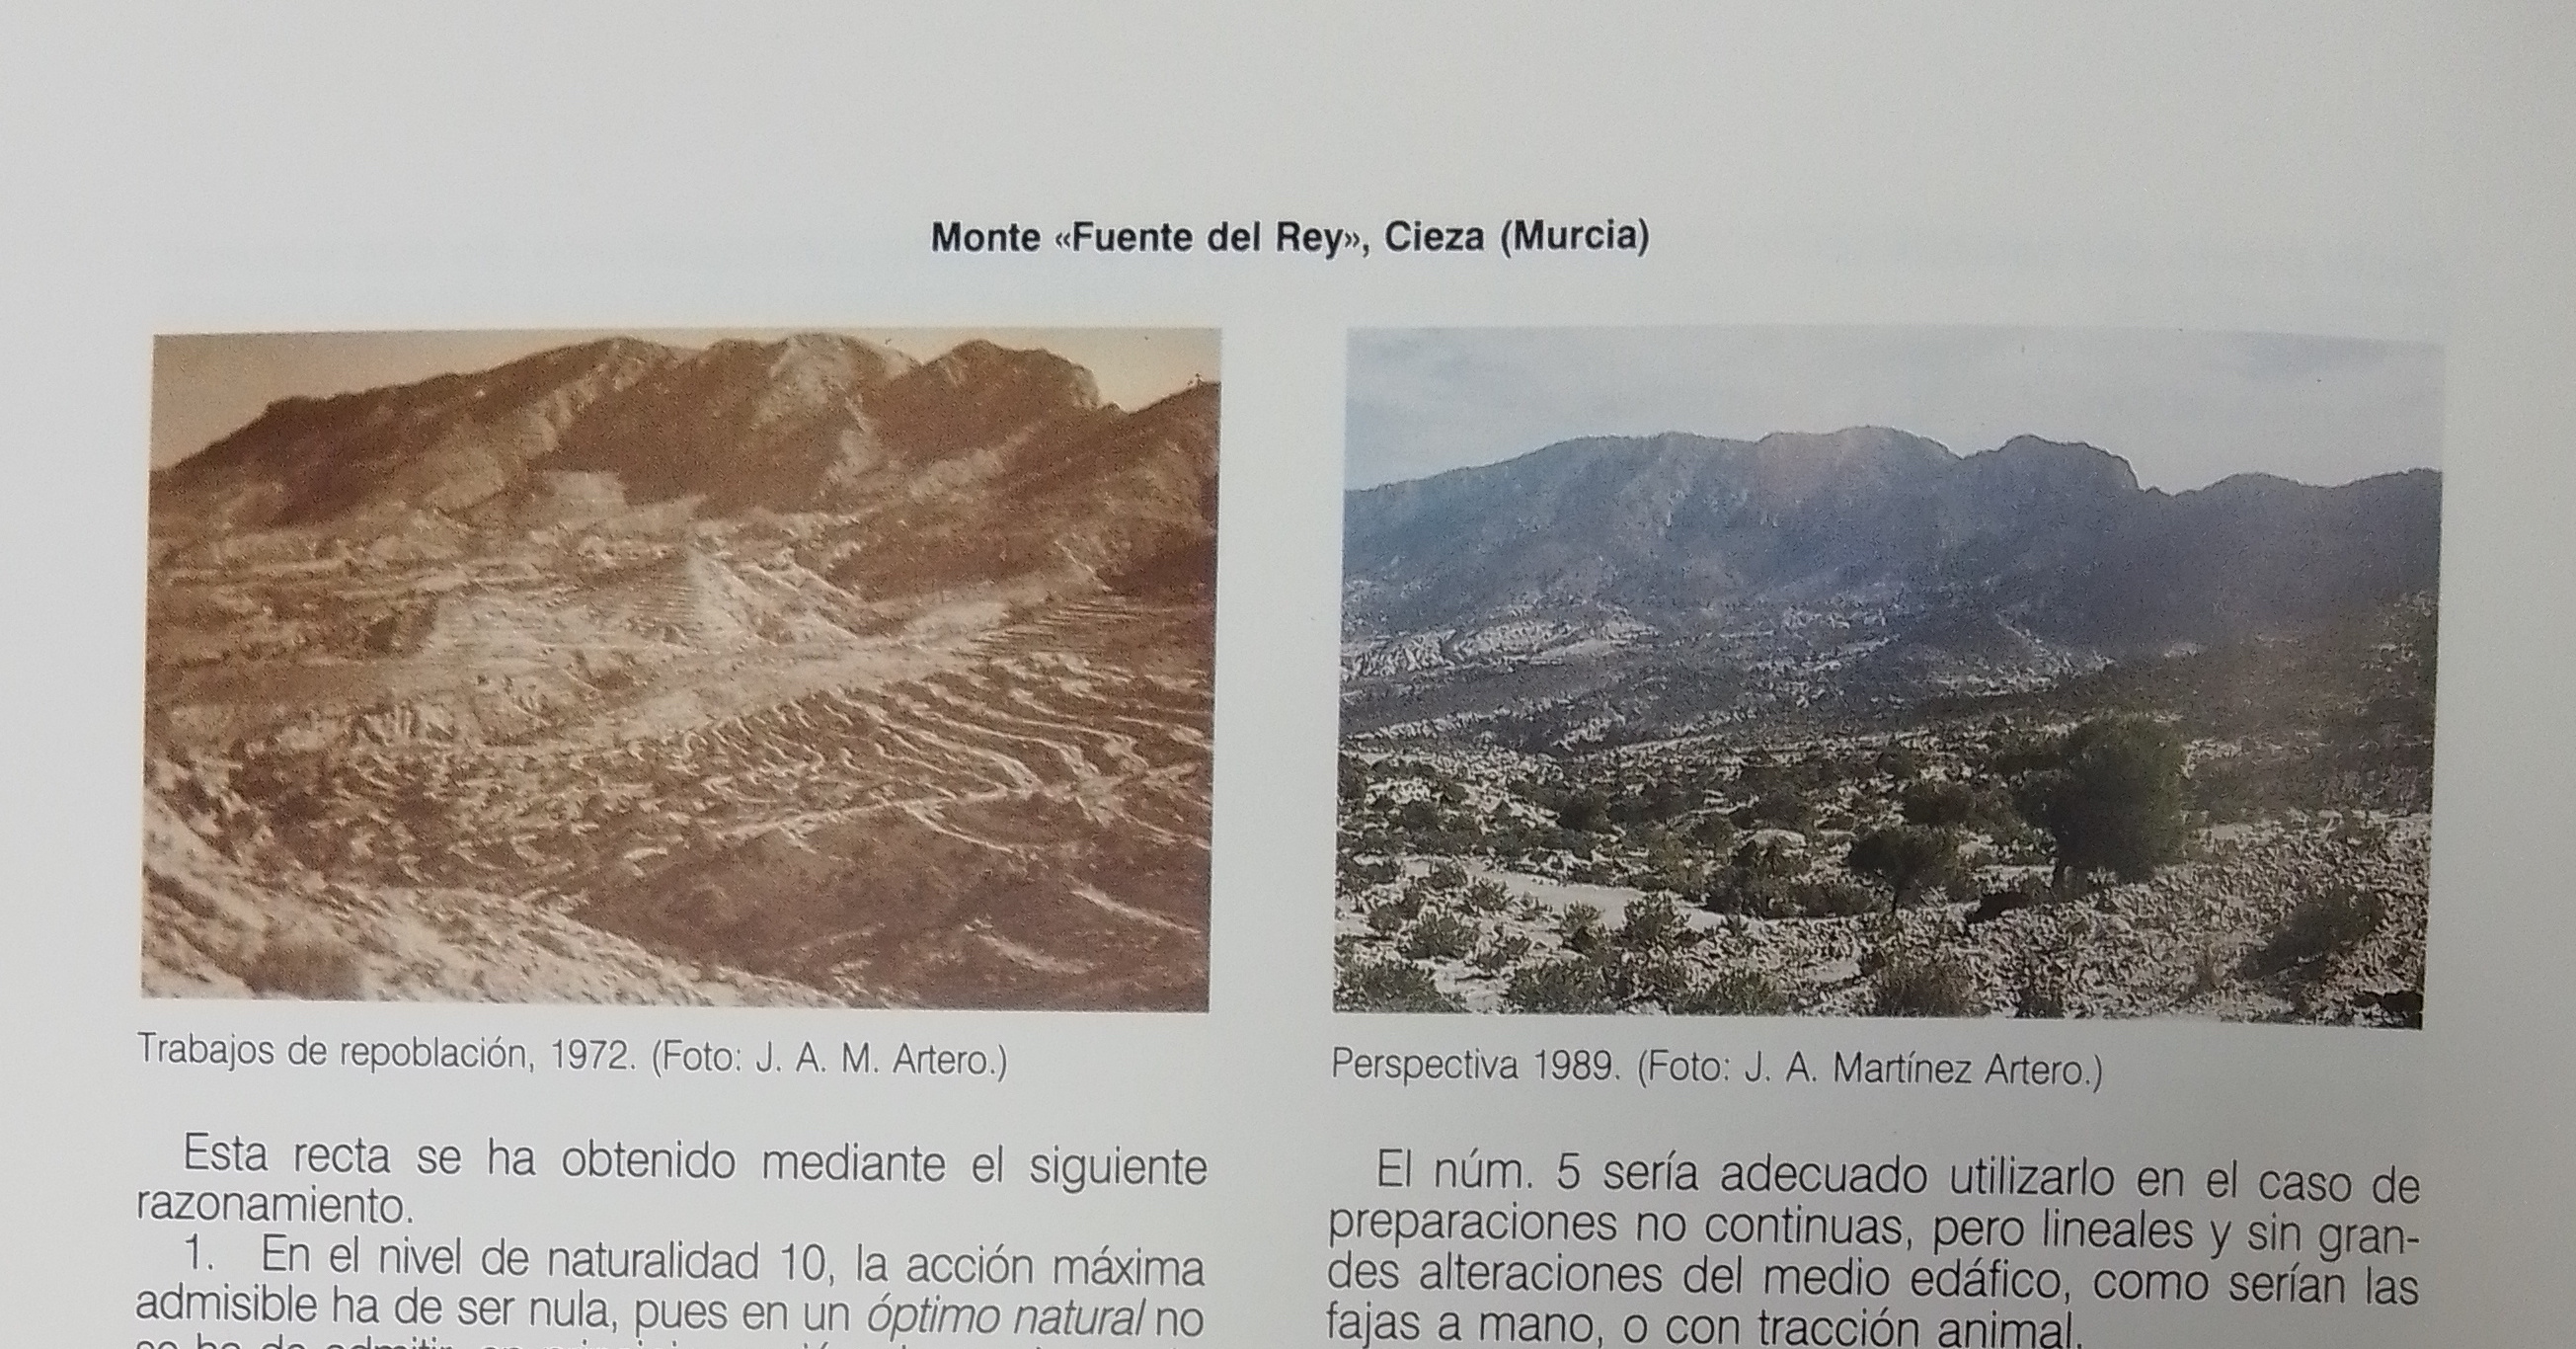 Monte «Fuente del Rey», Cieza (Murcia)
Trabajos de repoblación, 1972. (Foto: J. A. M. Artero.)
Perspectiva 1989. (Foto: J. A. Martínez Artero.)
Esta recta se ha obtenido mediante el siguiente
razonamiento.
1. En el nivel de naturalidad 10, la acción máxima
admisible ha de ser nula, pues en un óptimo natural no
se ha de admitir,
El núm. 5 sería adecuado utilizarlo en el caso de
preparaciones no continuas, pero lineales y sin gran-
des alteraciones del medio edáfico, como serían las
fajas a mano, o con tracción animal.